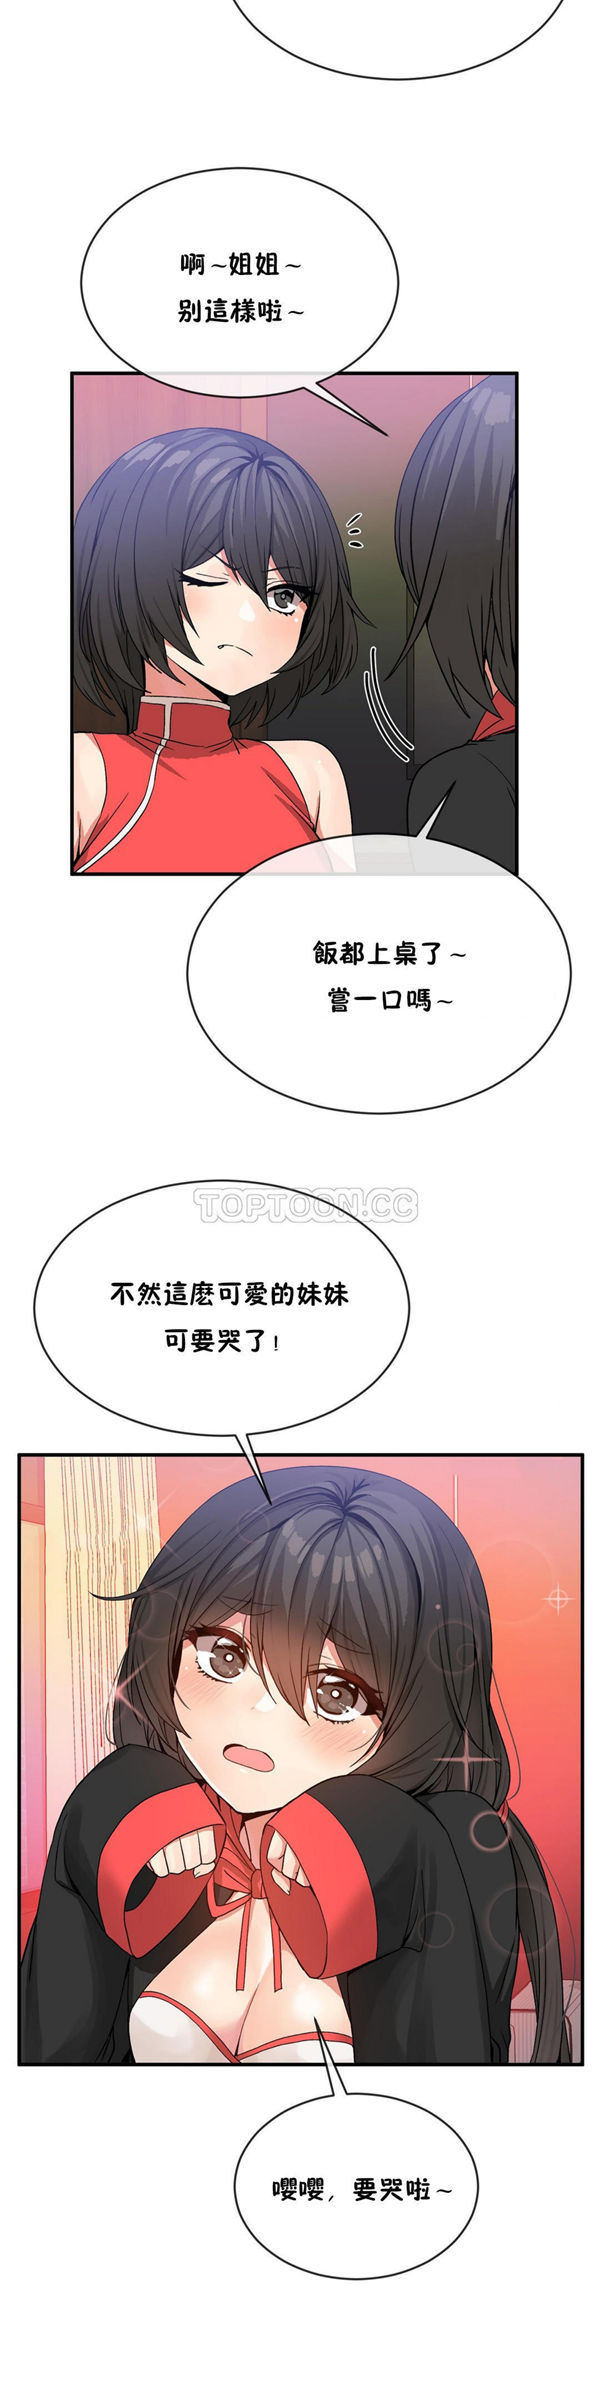 啊~姐姐~
別這樣啦~
飯都上桌了~
嘗一口嗎~
TOPTOON.CC
不然這麽可愛的妹妹
可要哭了!
嚶嚶, 要哭啦~